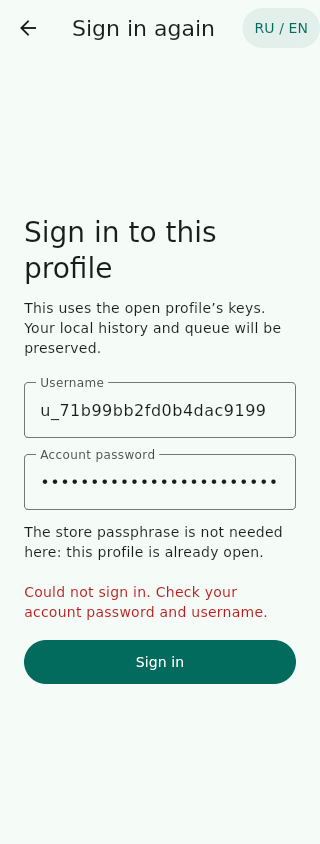 Sign in again
RU / EN
Sign in to this
profile
This uses the open profile’s keys.
Your local history and queue will be
preserved.
Username
u_71b99bb2fd0b4dac9199
Account password
••••••••••••••••••••••••
The store passphrase is not needed
here: this profile is already open.
Could not sign in. Check your
account password and username.
Sign in